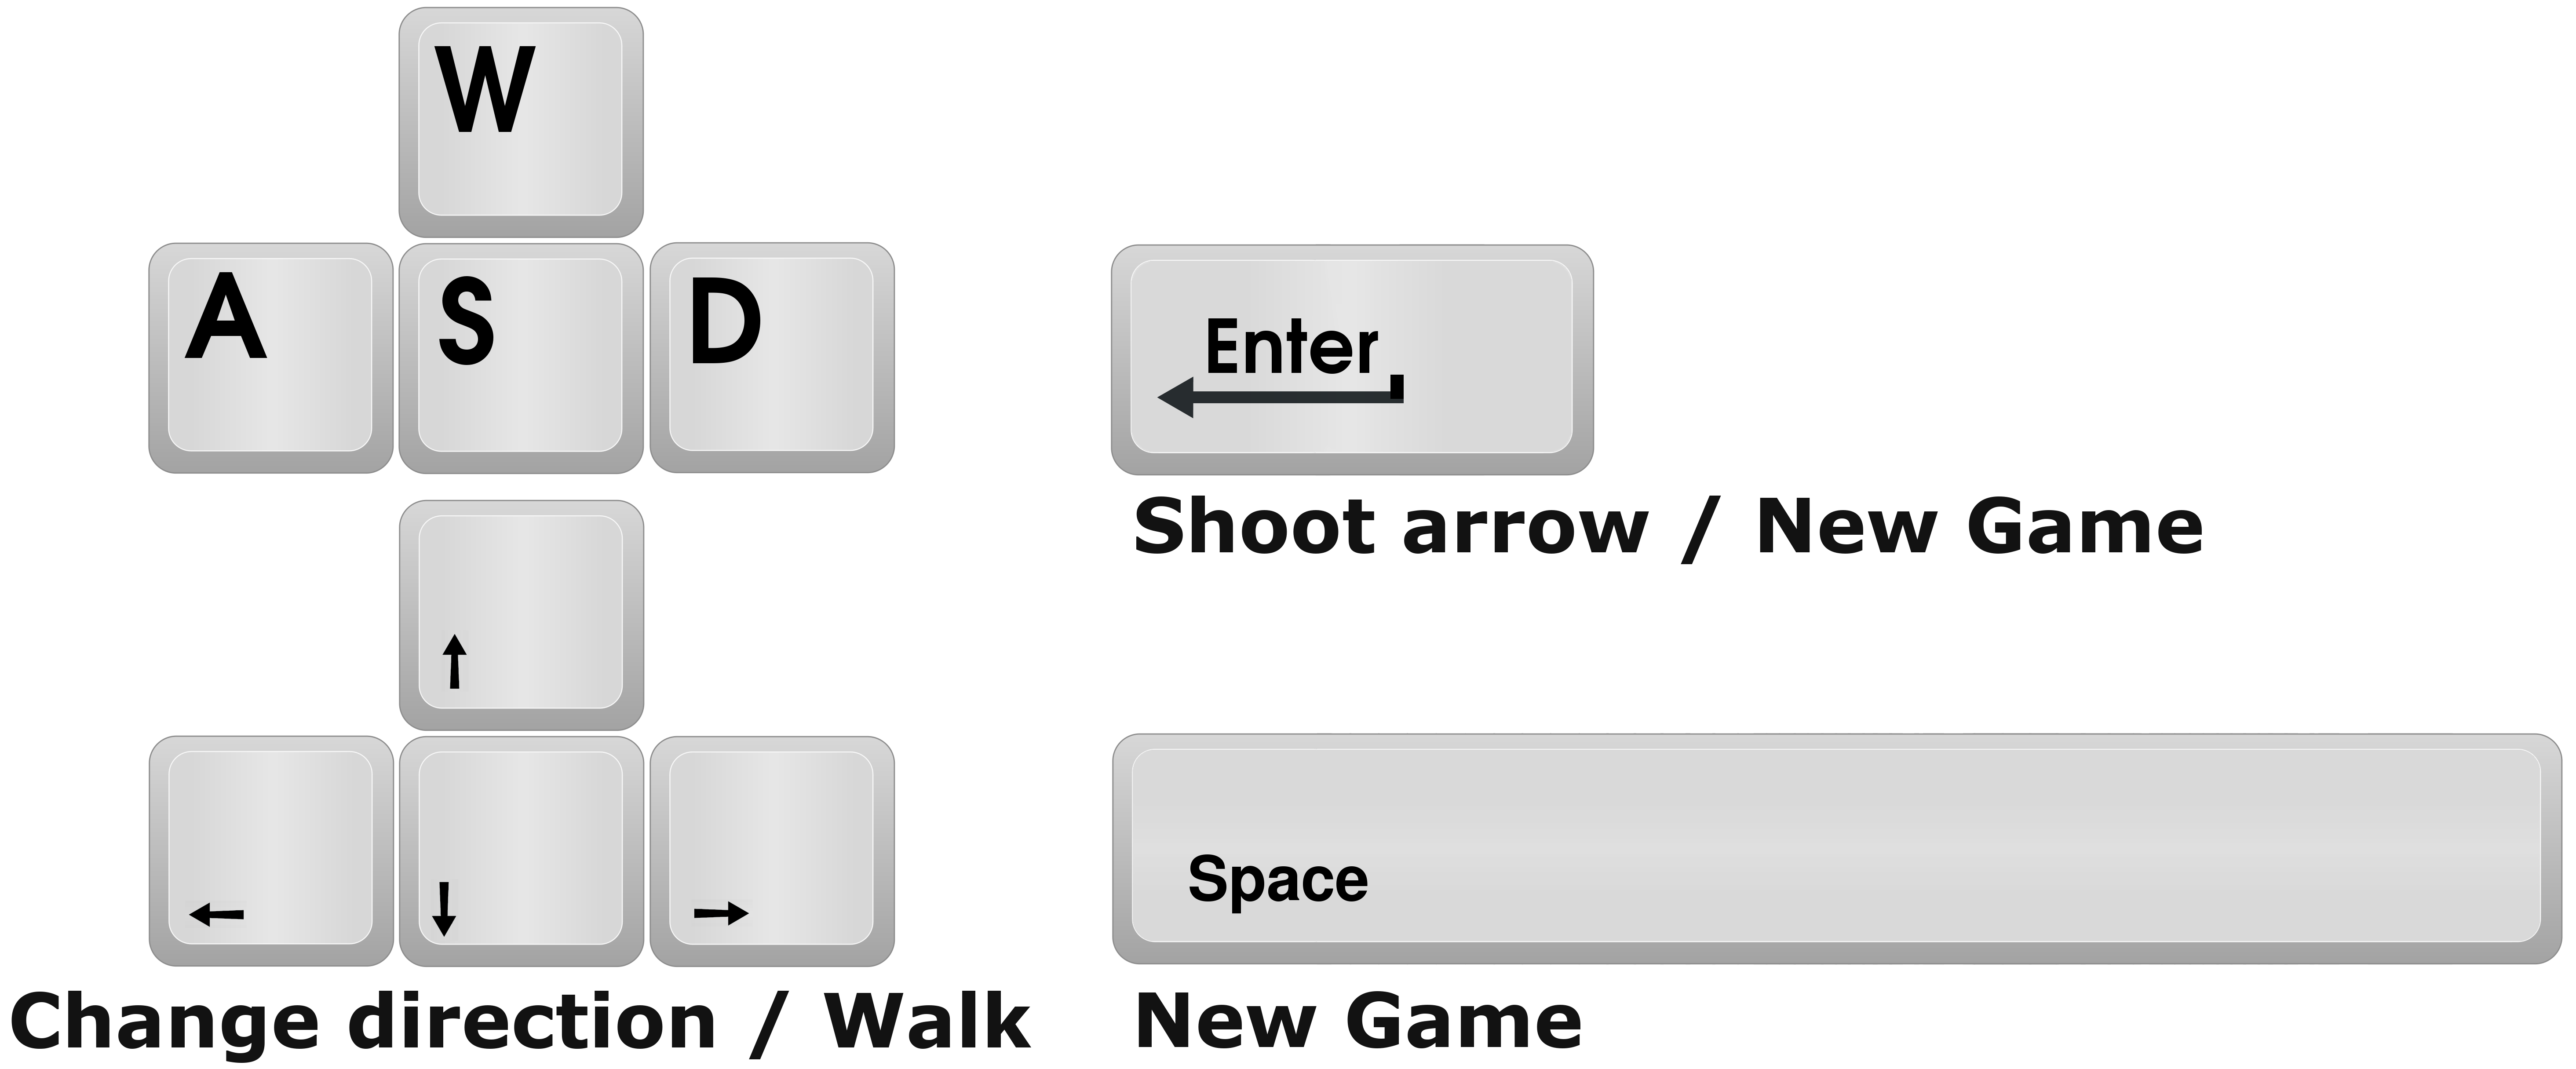 W
A S D
Enter
Shoot arrow / New Game
↑
← ↓ →
Space
Change direction / Walk
New Game